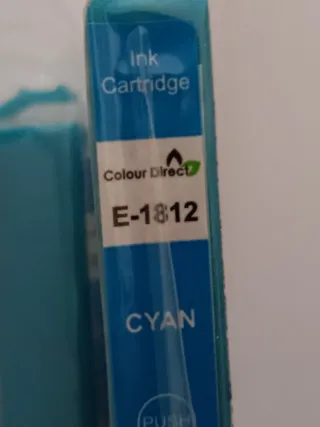 Ink
Cartridge
Colour Direct
E-1812
CYAN
PUSH